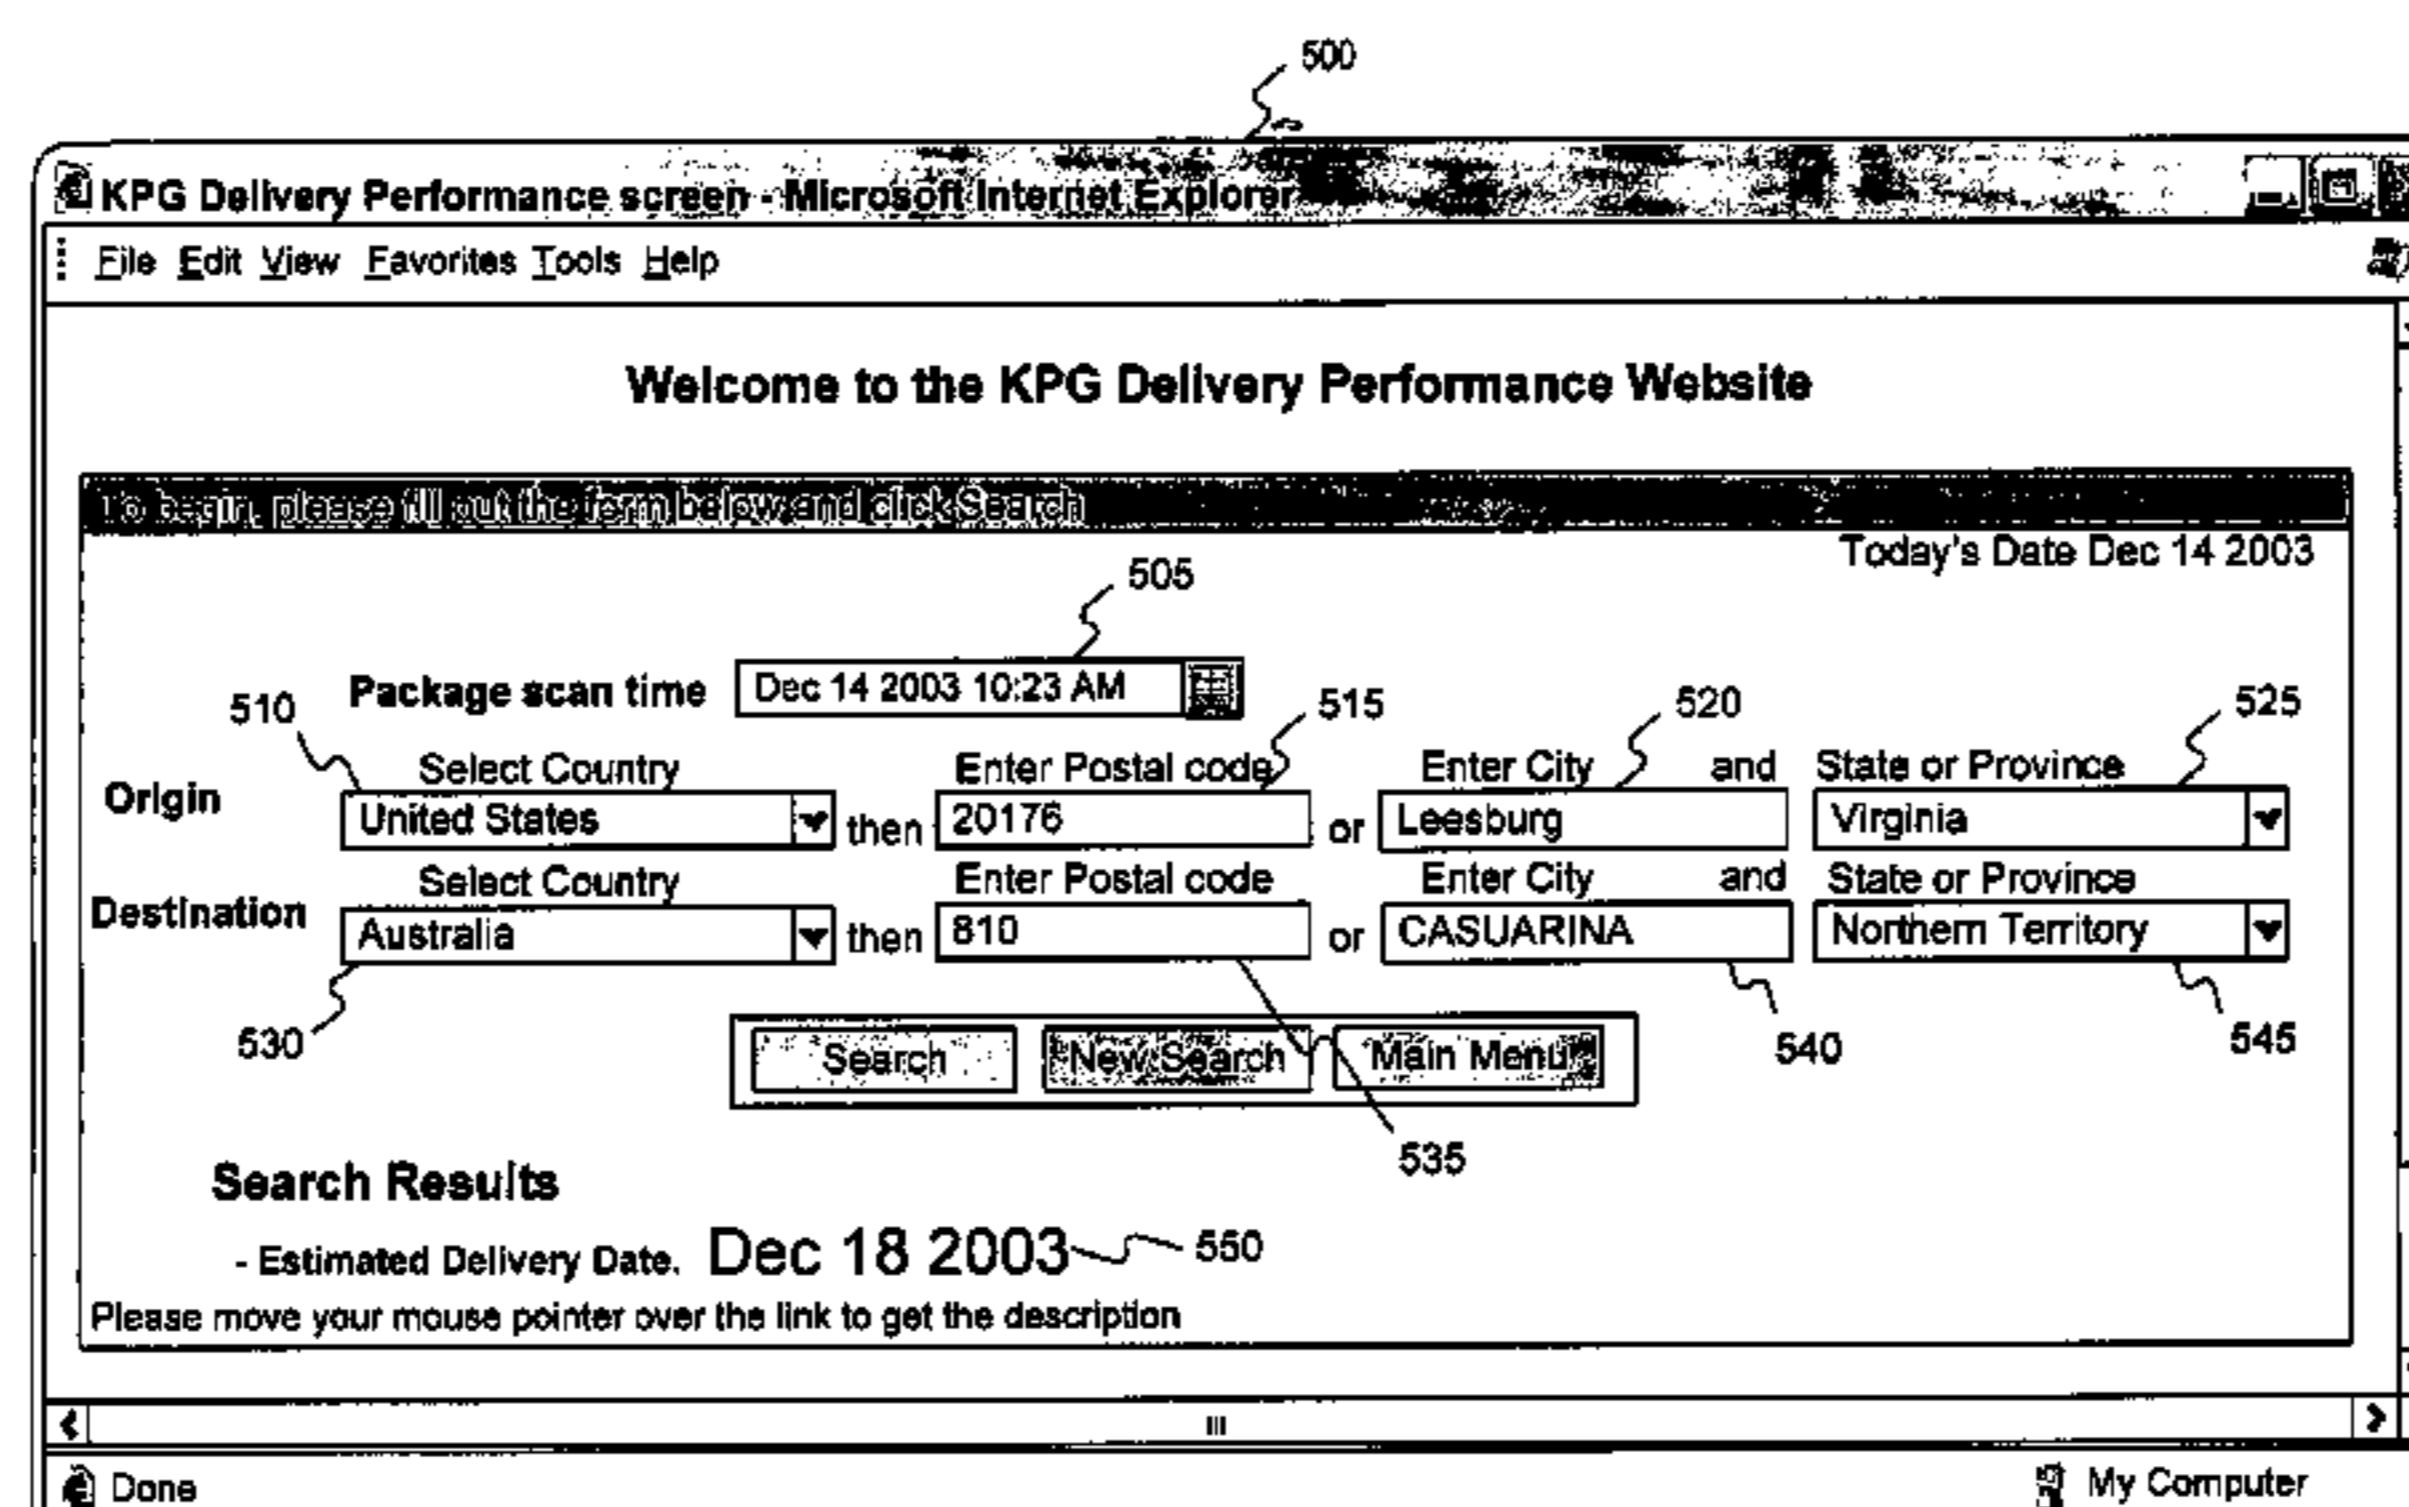 500
KPG Delivery Performance screen - Microsoft Internet Explorer
File Edit View Favorites Tools Help
Welcome to the KPG Delivery Performance Website
To begin, please fill out the form below and click Search
Today's Date Dec 14 2003
505
Package scan time Dec 14 2003 10:23 AM
510 515 520 525
Select Country Enter Postal code Enter City and State or Province
Origin United States then 20176 or Leesburg Virginia
Select Country Enter Postal code Enter City and State or Province
Destination Australia then 810 or CASUARINA Northern Territory
530 540 545
Search New Search Main Menu
535
Search Results
- Estimated Delivery Date. Dec 18 2003 550
Please move your mouse pointer over the link to get the description
Done My Computer